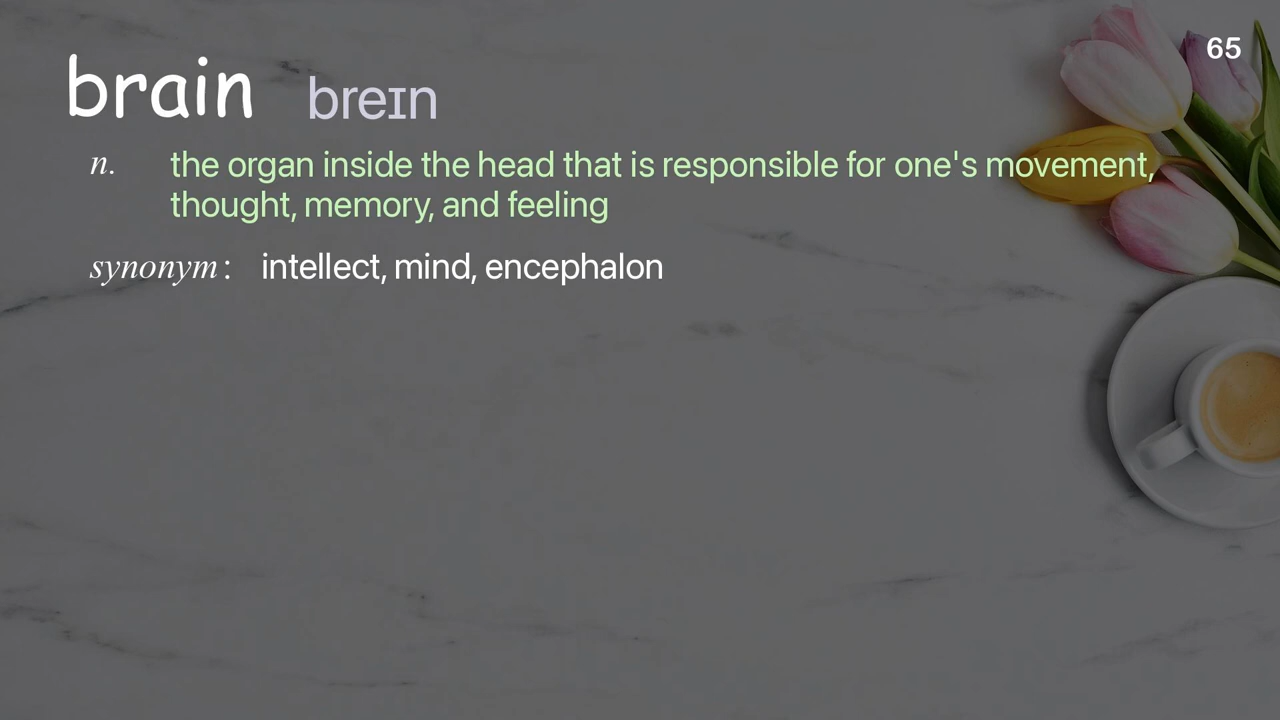 65
brain breɪn
n. the organ inside the head that is responsible for one's movement,
thought, memory, and feeling
synonym: intellect, mind, encephalon